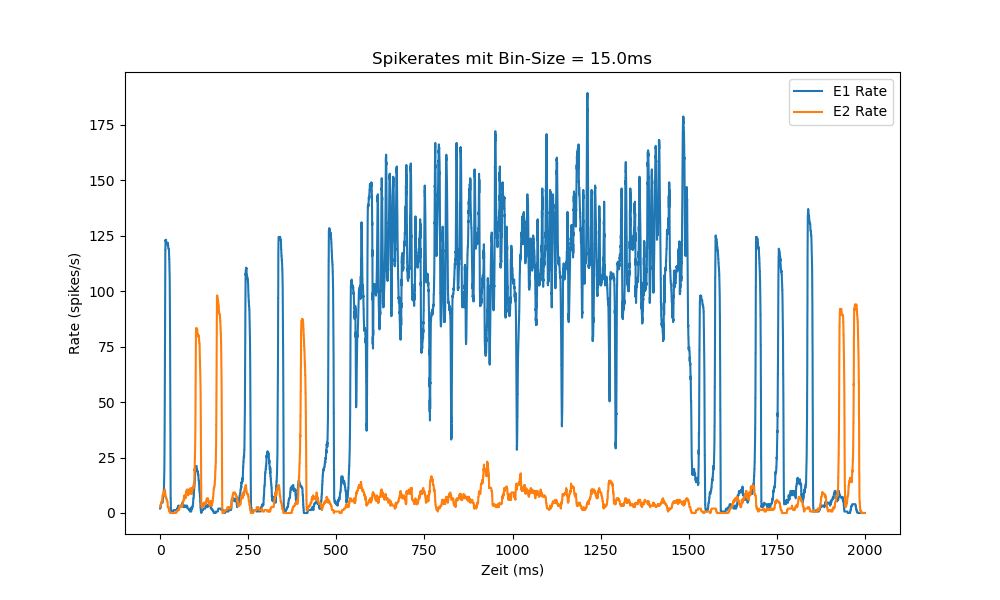 Spikerates mit Bin-Size = 15.0ms
E1 Rate
E2 Rate
Rate (spikes/s)
175
150
125
100
75
50
25
0
0 250 500 750 1000 1250 1500 1750 2000
Zeit (ms)